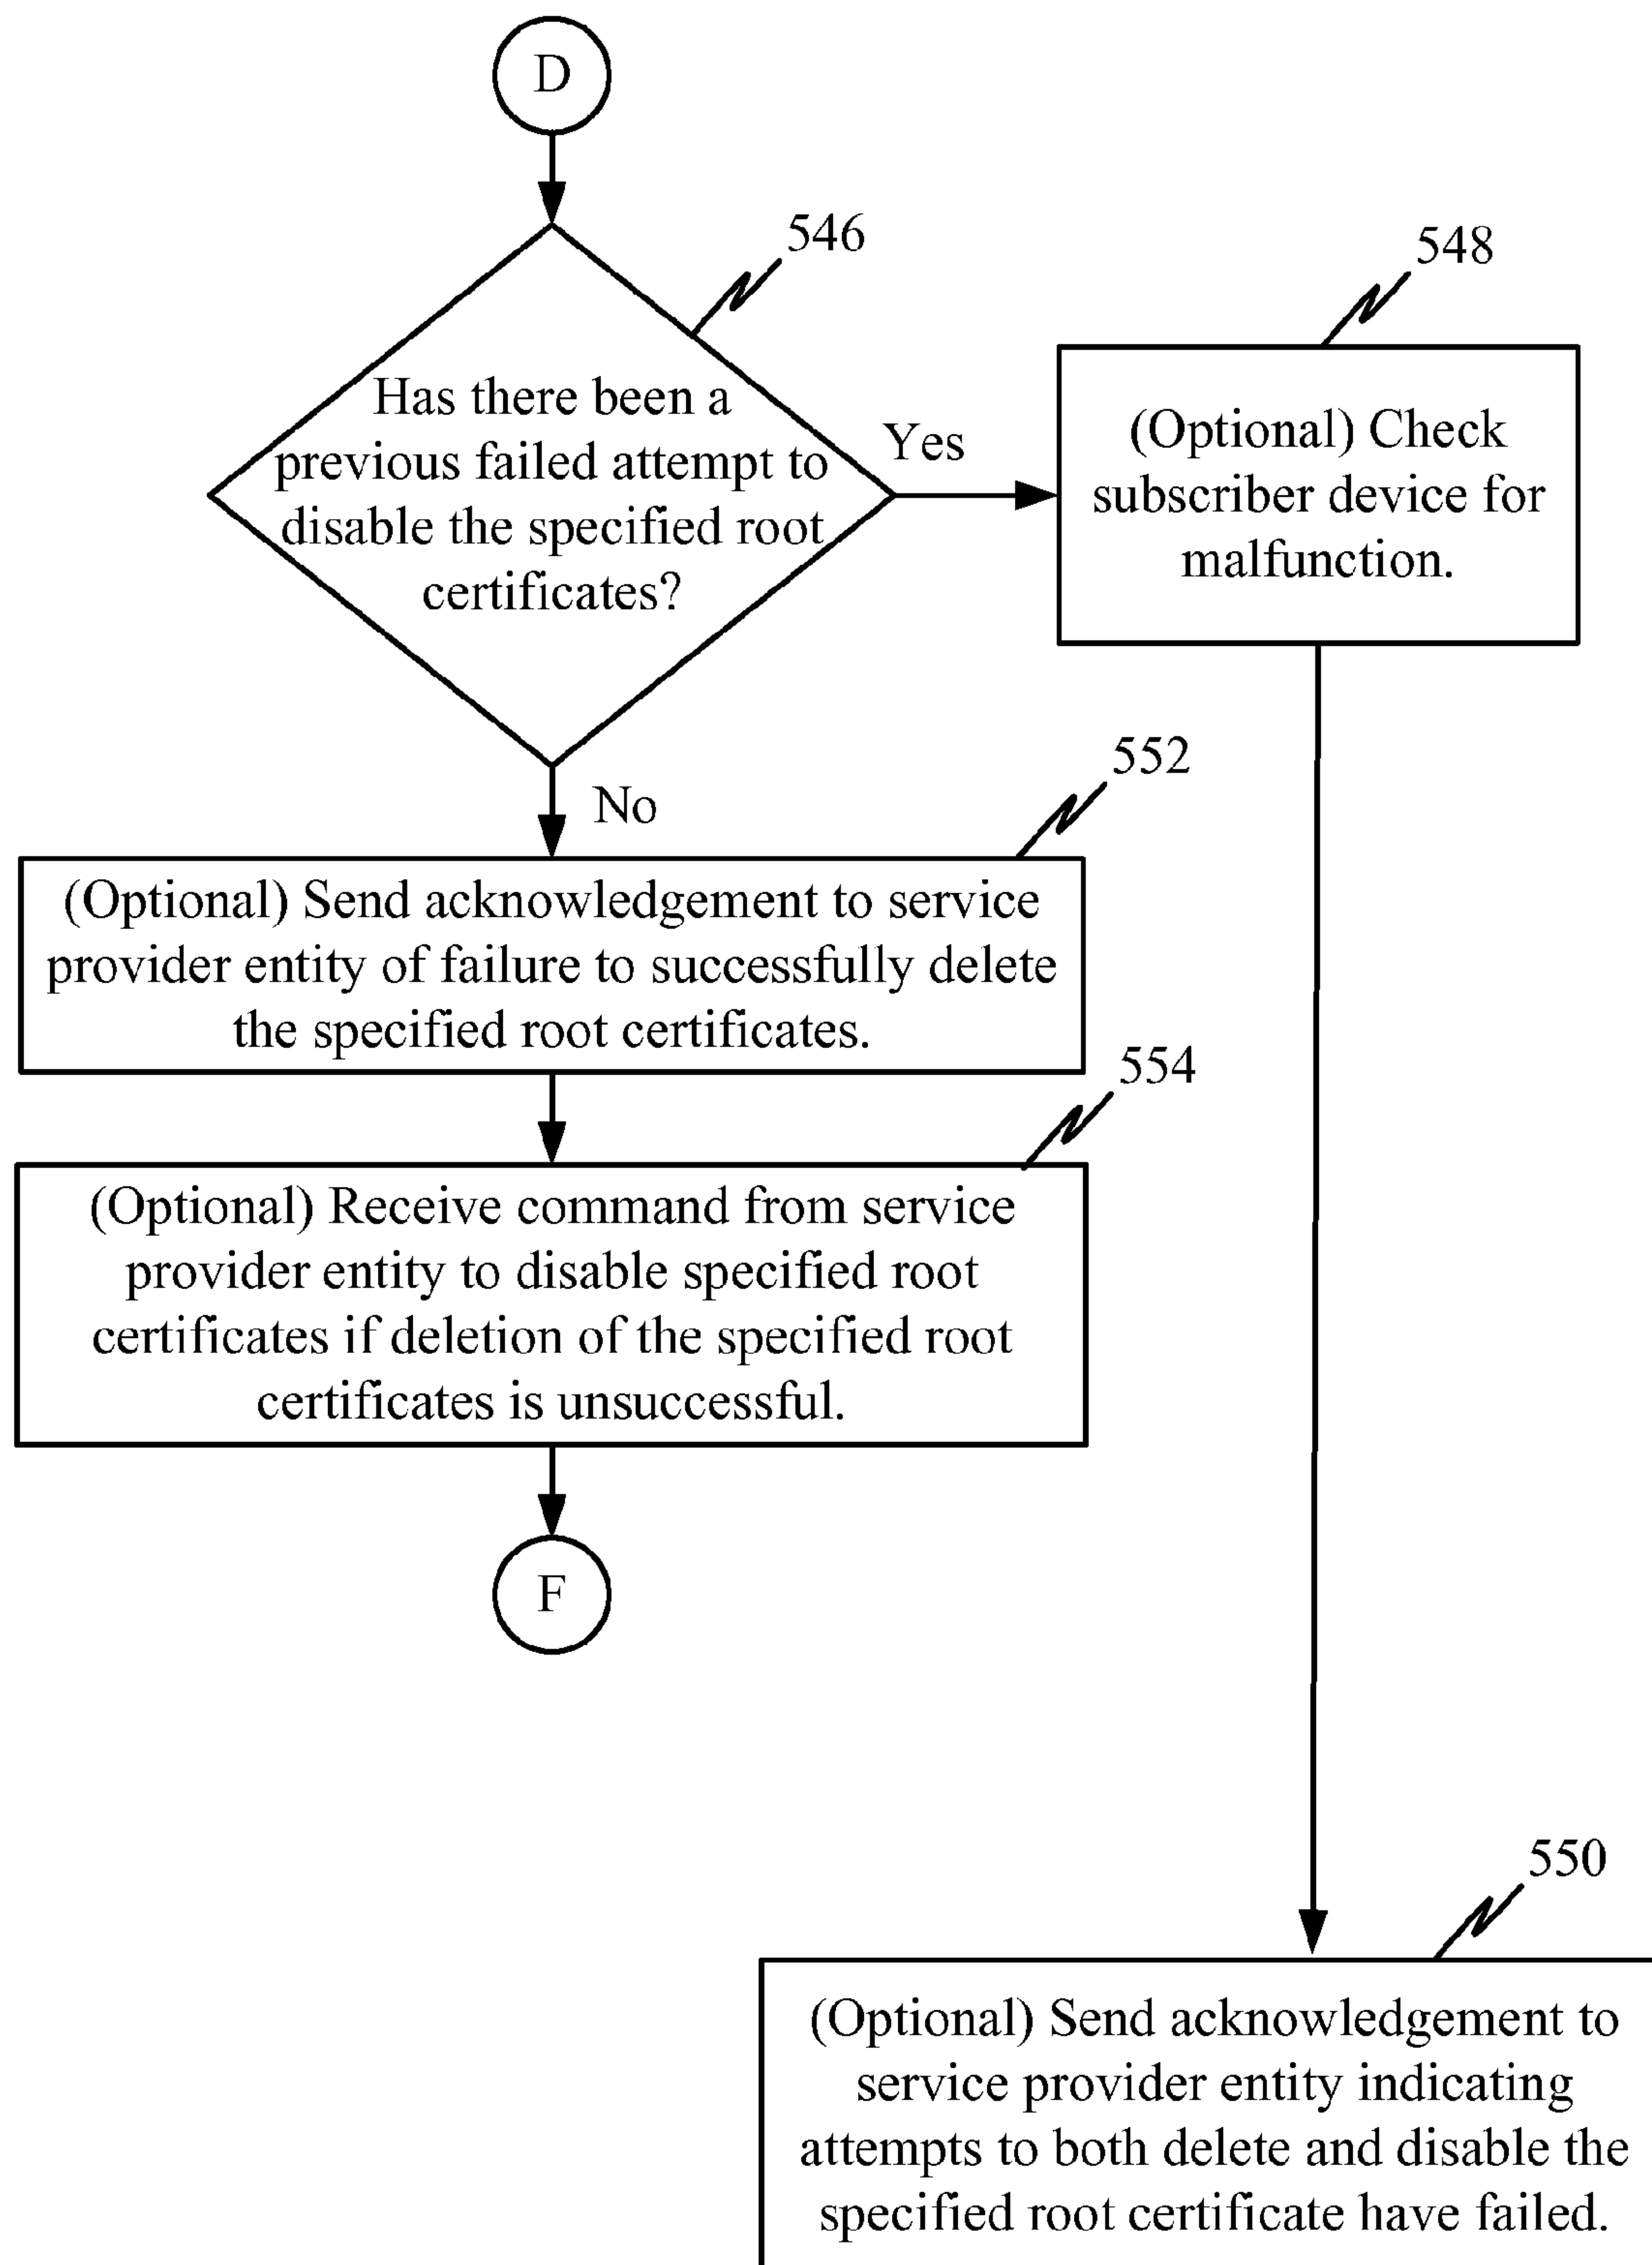 D
546
Has there been a
previous failed attempt to
disable the specified root
certificates?
Yes
548
(Optional) Check
subscriber device for
malfunction.
No
552
(Optional) Send acknowledgement to service
provider entity of failure to successfully delete
the specified root certificates.
554
(Optional) Receive command from service
provider entity to disable specified root
certificates if deletion of the specified root
certificates is unsuccessful.
F
550
(Optional) Send acknowledgement to
service provider entity indicating
attempts to both delete and disable the
specified root certificate have failed.